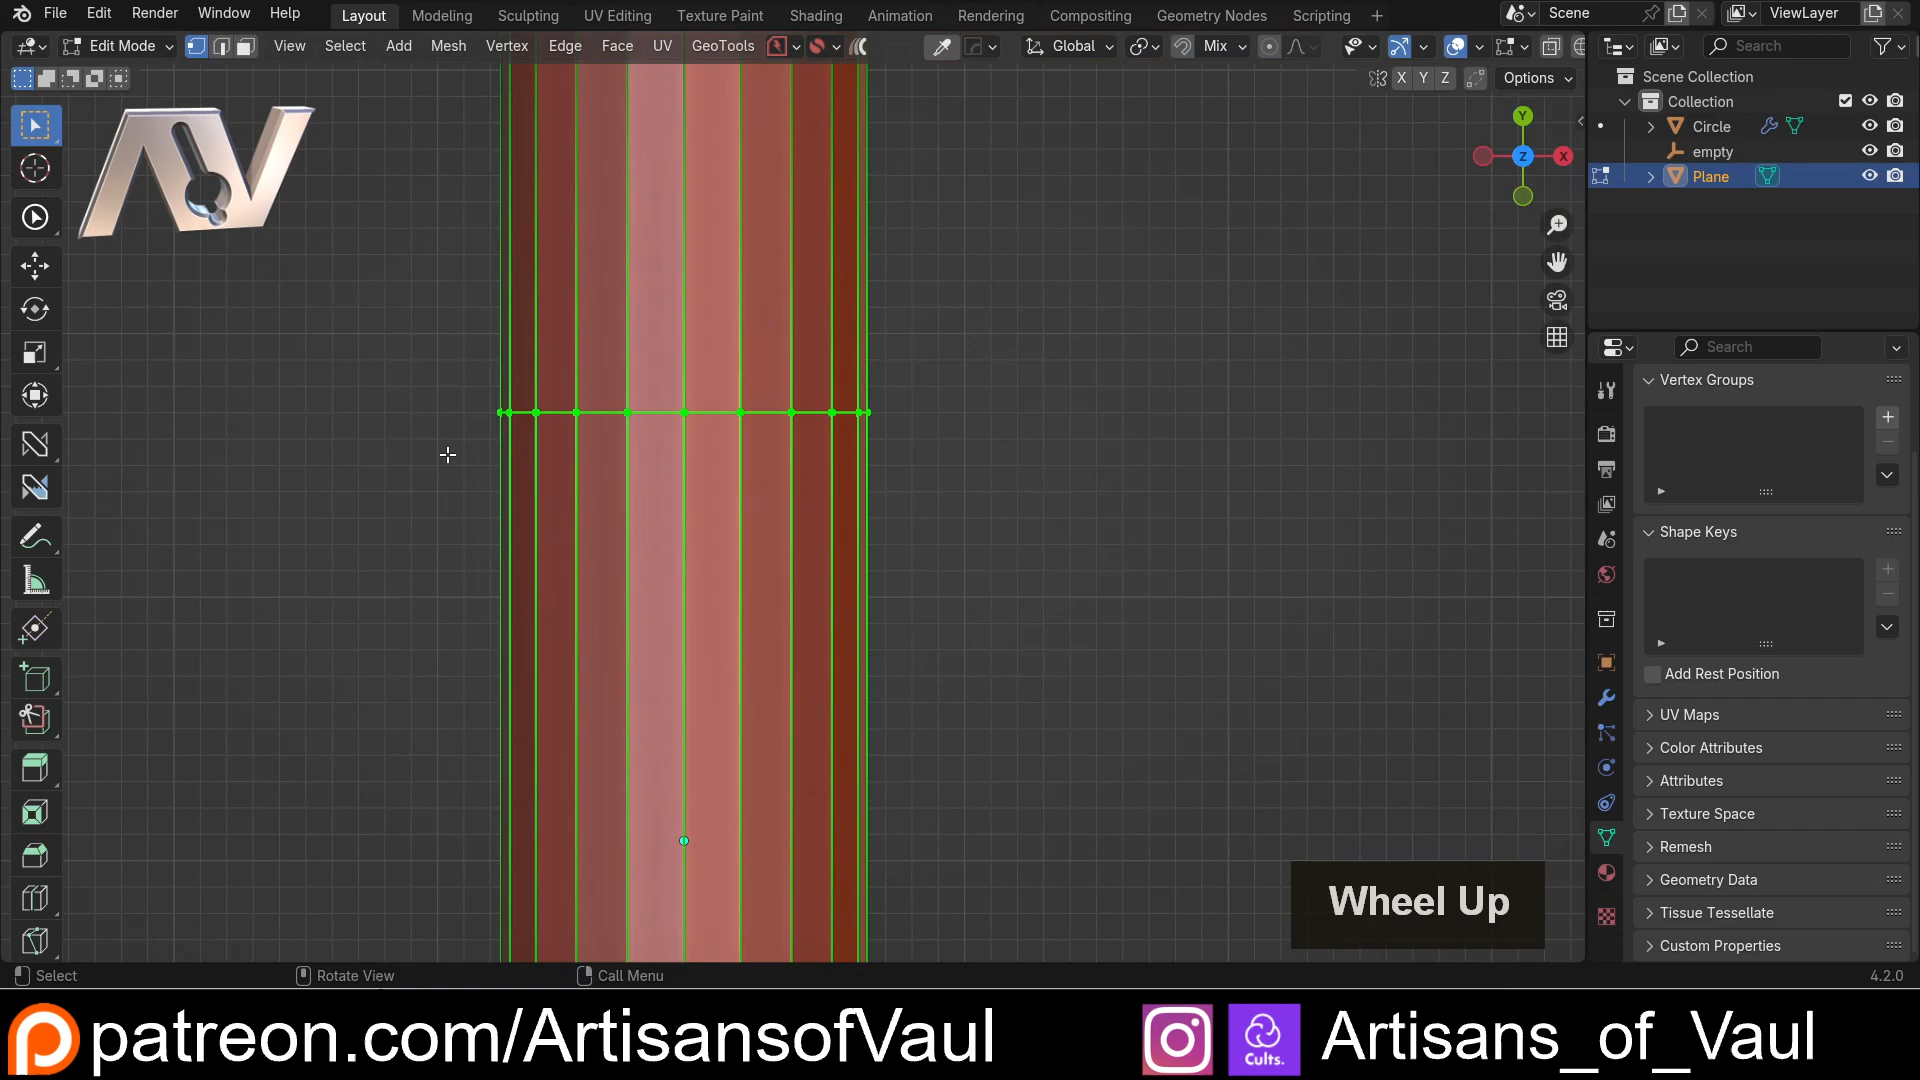 File Edit Render Window Help Layout Modeling Sculpting UV Editing Texture Paint Shading Animation Rendering Compositing Geometry Nodes Scripting + Scene ViewLayer
Edit Mode View Select Add Mesh Vertex Edge Face UV GeoTools Global Mix Search
X Y Z Options
Scene Collection
Collection
Circle
empty
Plane
Y
Z X
Search
Vertex Groups
Shape Keys
Add Rest Position
UV Maps
Color Attributes
Attributes
Texture Space
Remesh
Geometry Data
Tissue Tessellate
Custom Properties
AV
Wheel Up
Select Rotate View Call Menu 4.2.0
patreon.com/ArtisansofVaul Cults. Artisans_of_Vaul